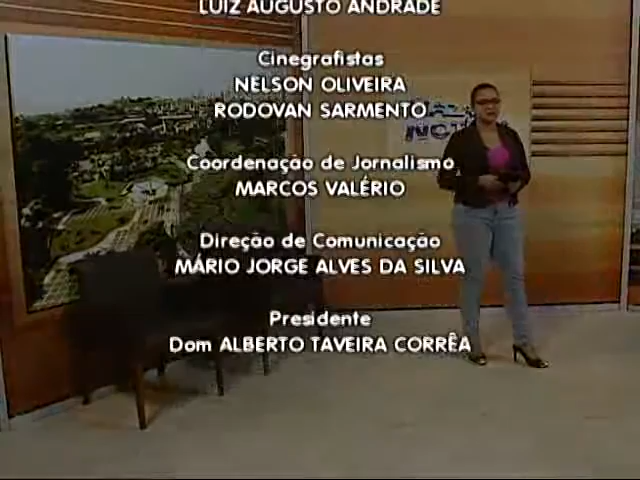 LUIZ AUGUSTO ANDRADE
Cinegrafistas
NELSON OLIVEIRA
RODOVAN SARMENTO
Coordenação de Jornalismo
MARCOS VALÉRIO
Direção de Comunicação
MÁRIO JORGE ALVES DA SILVA
Presidente
Dom ALBERTO TAVEIRA CORRÊA